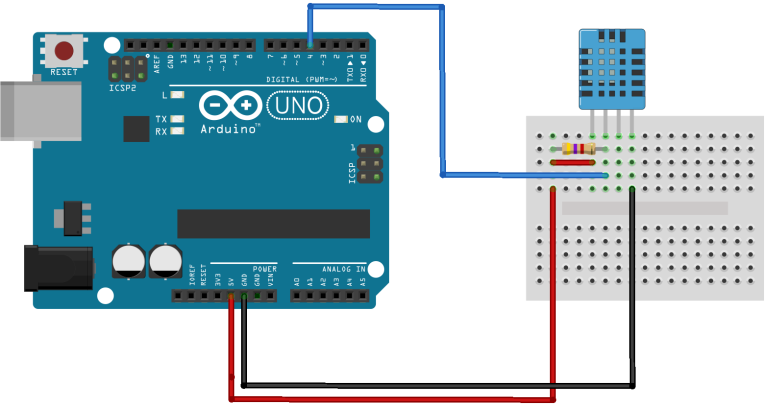 RESET
ICSP2
AREF
GND
13
12
~11
~10
~9
8
7
~6
~5
4
~3
2
TX0▶1
RX0◀0
DIGITAL (PWM=~)
L
TX
RX
Arduino™
UNO
ON
1
ICSP
POWER
ANALOG IN
IOREF
RESET
3V3
5V
GND
GND
VIN
A0
A1
A2
A3
A4
A5